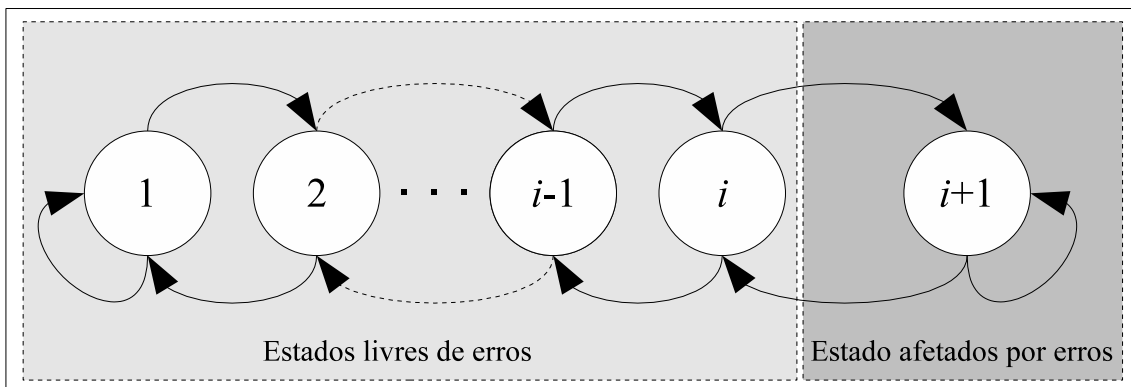 1 2 . . . i-1 i i+1
Estados livres de erros Estado afetados por erros